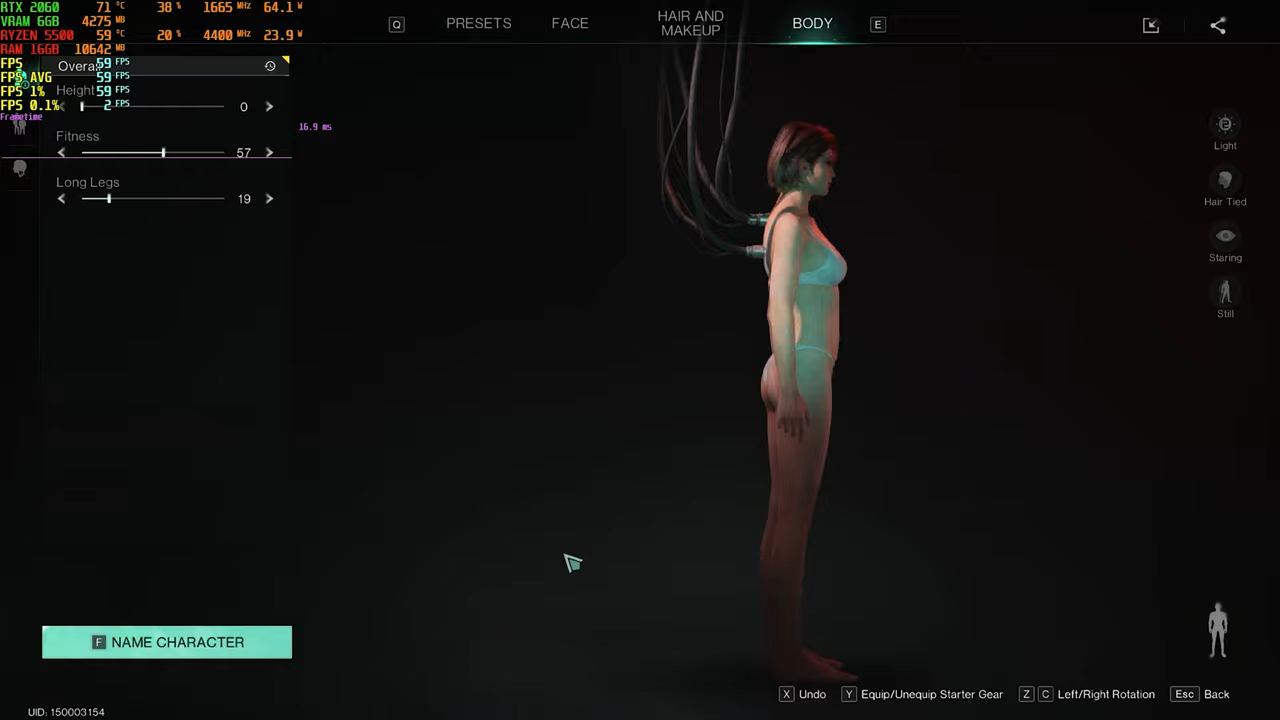 RTX 2060 71 °C 38 % 1665 MHz 64.1 W
VRAM 6GB 4275 MB
RYZEN 5500 59 °C 20 % 4400 MHz 23.9 W
RAM 16GB 10642 MB
FPS 59 FPS
FPS AVG 59 FPS
FPS 1% 59 FPS
FPS 0.1% 2 FPS
Frametime
16.9 ms
Q PRESETS FACE HAIR AND MAKEUP BODY E
Height
0
Fitness
57
Long Legs
19
Light
Hair Tied
Staring
Still
F NAME CHARACTER
X Undo Y Equip/Unequip Starter Gear Z C Left/Right Rotation Esc Back
UID: 150003154